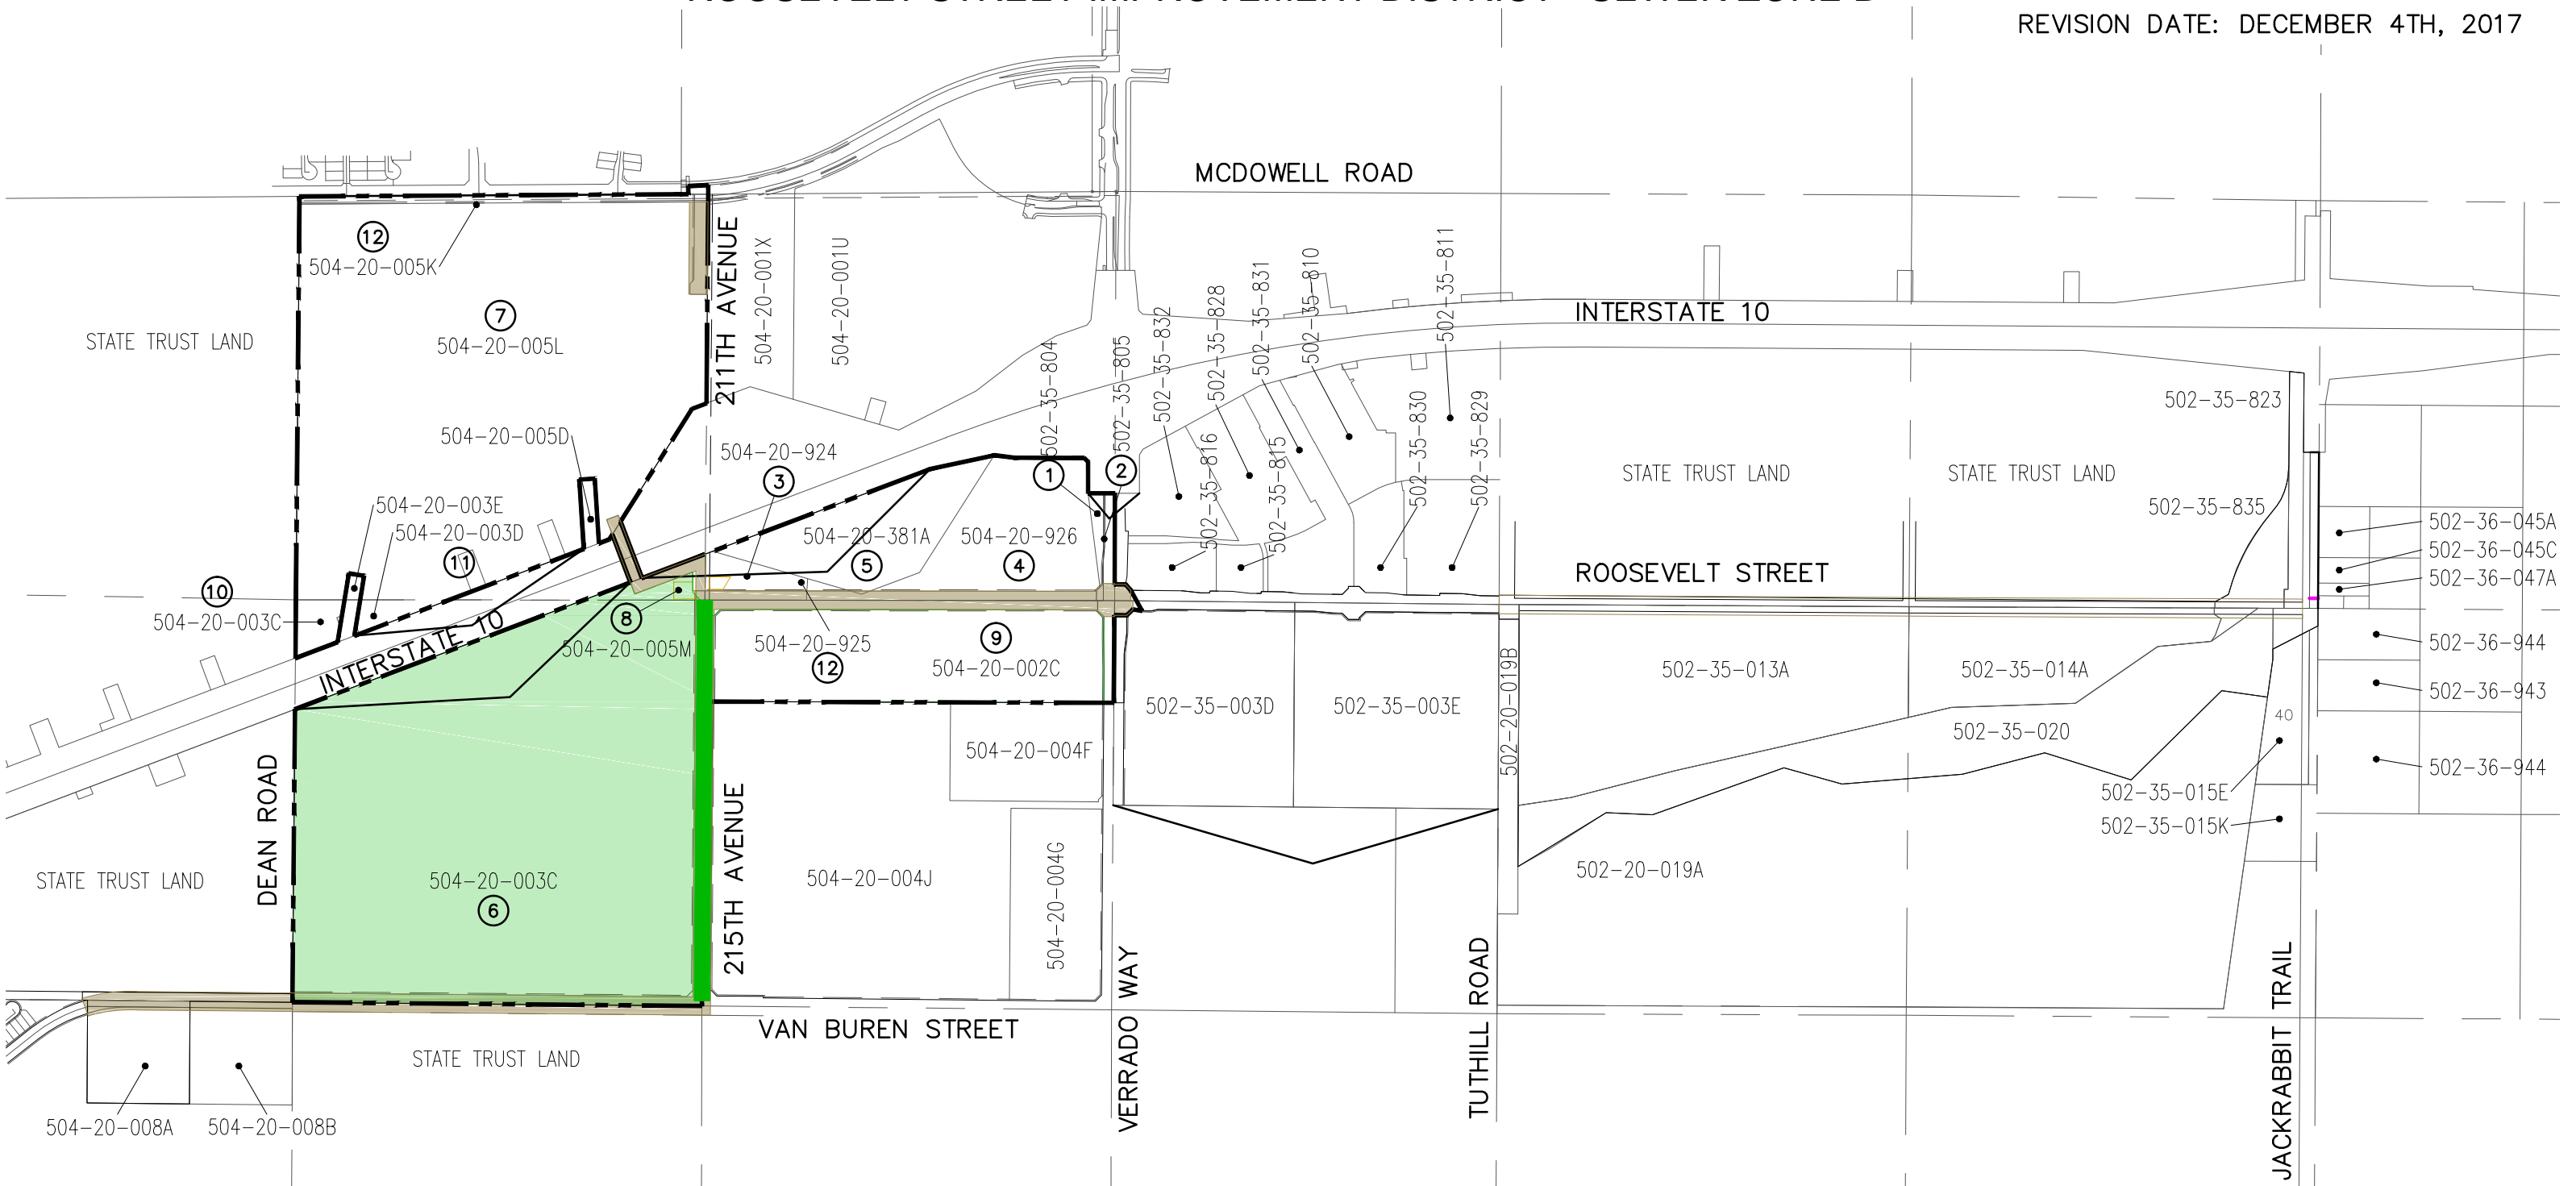 REVISION DATE: DECEMBER 4TH, 2017
MCDOWELL ROAD
12
504-20-005K
7
504-20-005L
STATE TRUST LAND
211TH AVENUE
504-20-001X
504-20-001U
INTERSTATE 10
502-35-804
502-35-805
502-35-832
502-35-828
502-35-831
502-35-810
502-35-811
502-35-816
502-35-815
502-35-830
502-35-829
502-35-823
504-20-005D
504-20-924
3
1
2
STATE TRUST LAND
STATE TRUST LAND
504-20-003E
504-20-003D
11
504-20-381A
5
504-20-926
4
502-35-835
502-36-045A
502-36-045C
502-36-047A
ROOSEVELT STREET
10
504-20-003C
INTERSTATE 10
8
504-20-005M
504-20-925
12
9
504-20-002C
502-36-944
502-36-943
502-36-944
502-35-003D
502-35-003E
502-20-019B
502-35-013A
502-35-014A
502-35-020
40
504-20-004F
502-35-015E
502-35-015K
DEAN ROAD
215TH AVENUE
STATE TRUST LAND
504-20-003C
6
504-20-004J
504-20-004G
502-20-019A
VERRADO WAY
TUTHILL ROAD
JACKRABBIT TRAIL
VAN BUREN STREET
STATE TRUST LAND
504-20-008A
504-20-008B